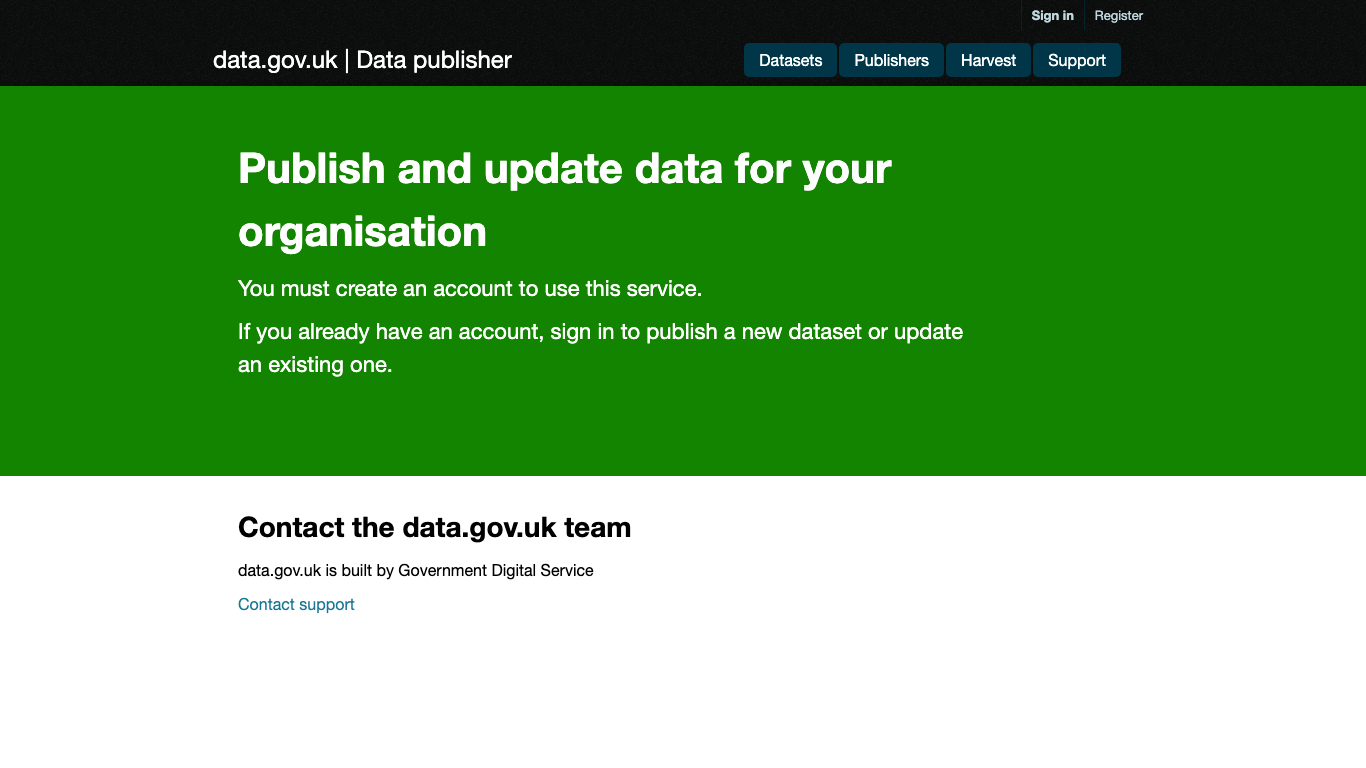 Sign in
Register
data.gov.uk | Data publisher
Datasets
Publishers
Harvest
Support
Publish and update data for your
organisation
You must create an account to use this service.
If you already have an account, sign in to publish a new dataset or update
an existing one.
Contact the data.gov.uk team
data.gov.uk is built by Government Digital Service
Contact support